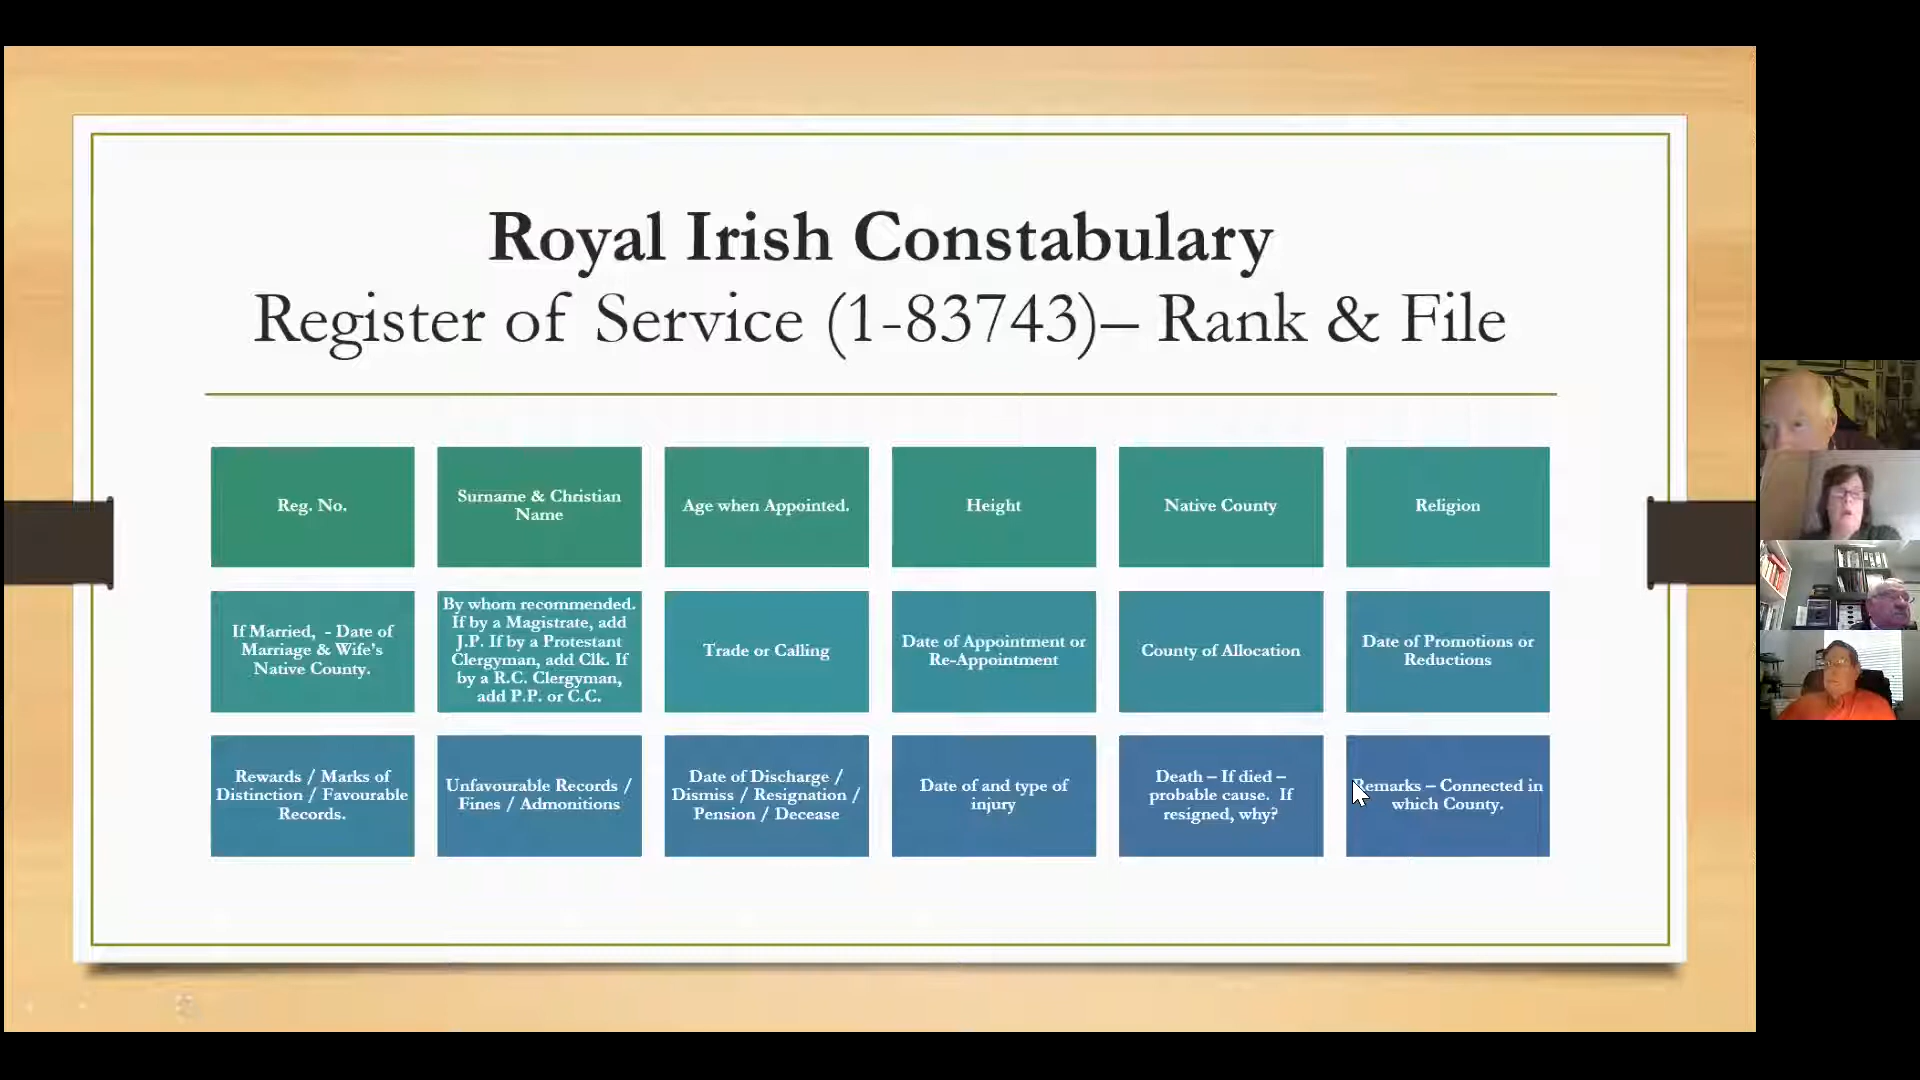 Royal Irish Constabulary
Register of Service (1-83743)– Rank & File
Reg. No.
Surname & Christian
Name
Age when Appointed.
Height
Native County
Religion
If Married,  - Date of
Marriage & Wife's
Native County.
By whom recommended.
If by a Magistrate, add
J.P. If by a Protestant
Clergyman, add Clk. If
by a R.C. Clergyman,
add P.P. or C.C.
Trade or Calling
Date of Appointment or
Re-Appointment
County of Allocation
Date of Promotions or
Reductions
Rewards / Marks of
Distinction / Favourable
Records.
Unfavourable Records /
Fines / Admonitions
Date of Discharge /
Dismiss / Resignation /
Pension / Decease
Date of and type of
injury
Death – If died –
probable cause.  If
resigned, why?
Remarks – Connected in
which County.